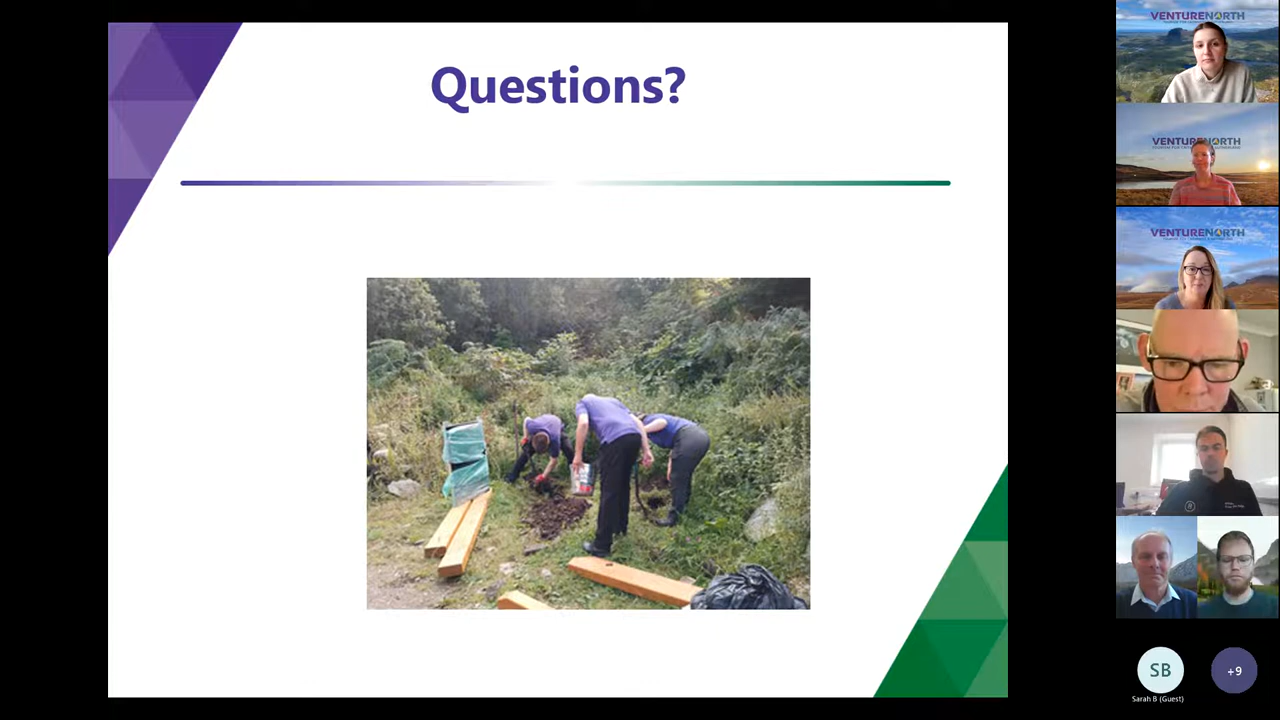 Questions?
VENTURENORTH
VENTURENORTH
VENTURENORTH
SB
+9
Sarah B (Guest)